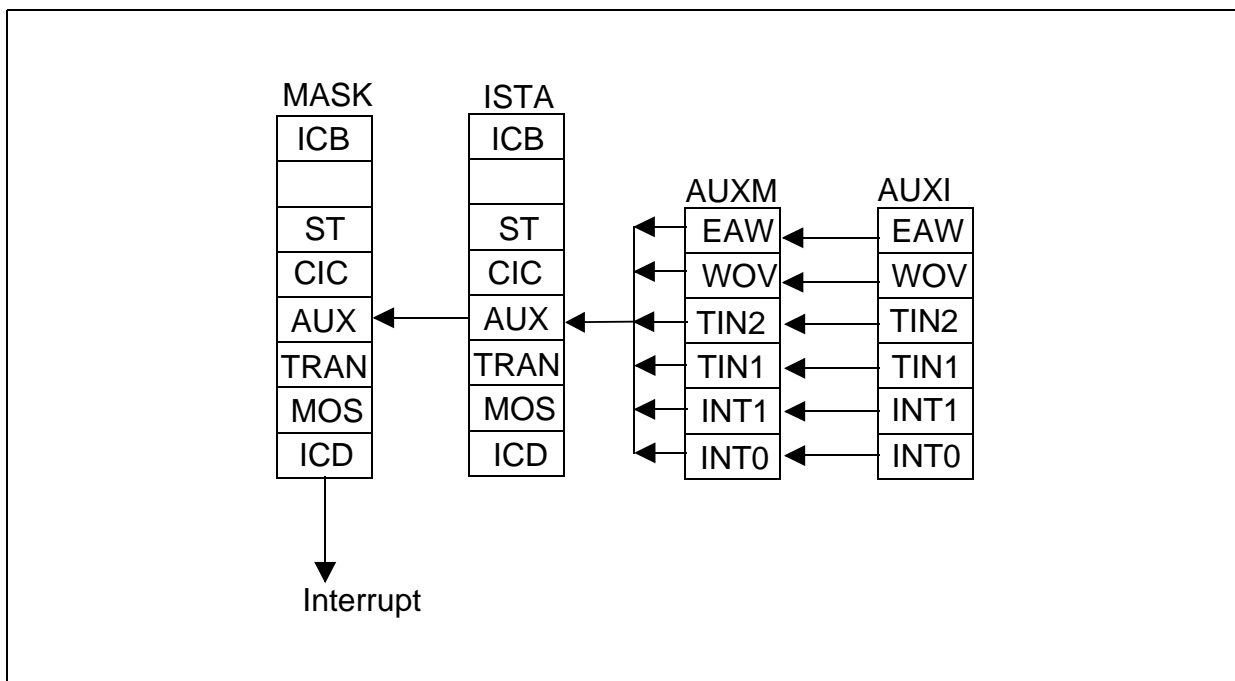 MASK
ICB
ST
CIC
AUX
TRAN
MOS
ICD
Interrupt
ISTA
ICB
ST
CIC
AUX
TRAN
MOS
ICD
AUXM
EAW
WOV
TIN2
TIN1
INT1
INT0
AUXI
EAW
WOV
TIN2
TIN1
INT1
INT0